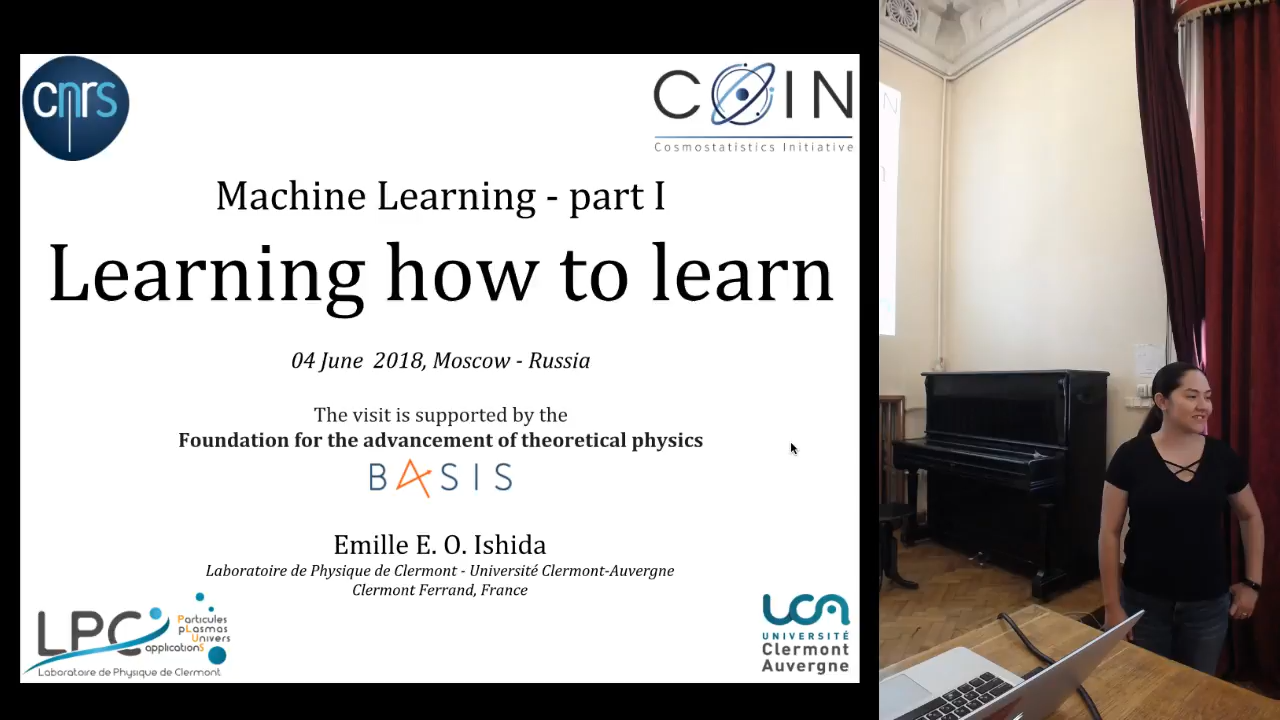 cnrs
COIN
Cosmostatistics Initiative
Machine Learning - part I
Learning how to learn
04 June 2018, Moscow - Russia
The visit is supported by the
Foundation for the advancement of theoretical physics
BASIS
Emille E. O. Ishida
Laboratoire de Physique de Clermont - Université Clermont-Auvergne
Clermont Ferrand, France
LPC
Particules
pLasmas
Univers
applicationS
Laboratoire de Physique de Clermont
UCA
UNIVERSITÉ
Clermont
Auvergne